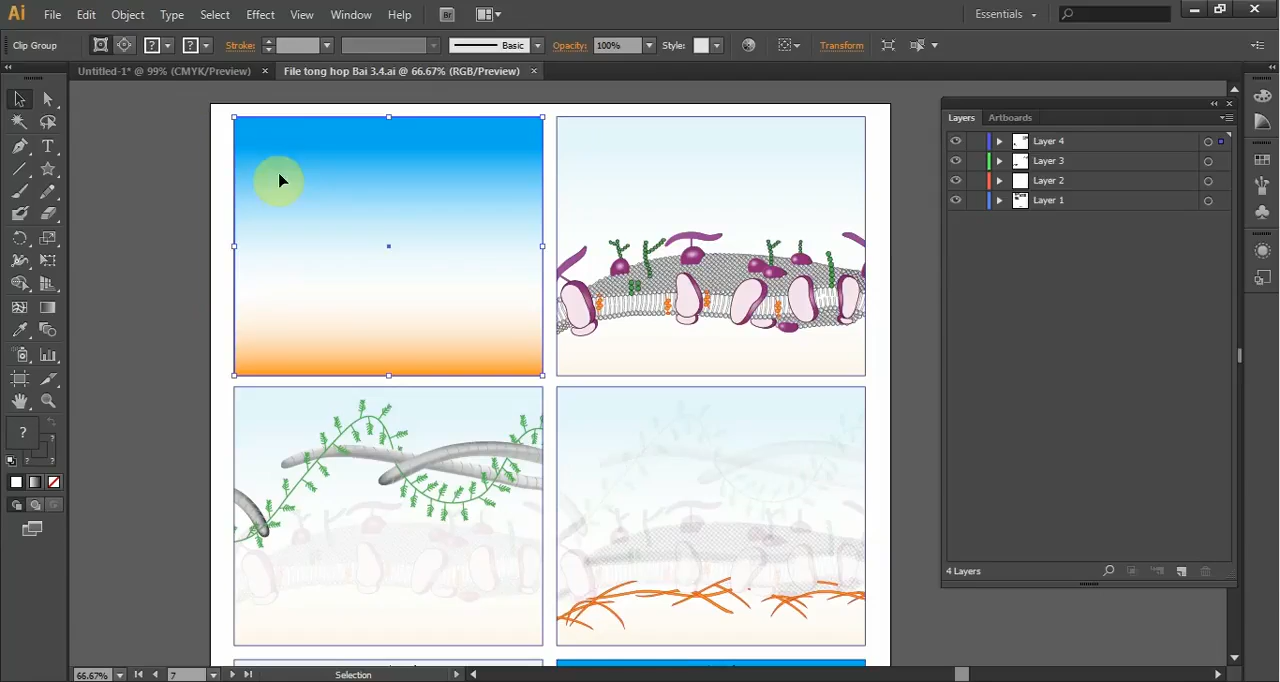 Ai File Edit Object Type Select Effect View Window Help Br Essentials
Clip Group ? ? Stroke: Basic Opacity: 100% Style: Transform
Untitled-1* @ 99% (CMYK/Preview) × File tong hop Bai 3.4.ai @ 66.67% (RGB/Preview) ×
Layers Artboards
Layer 4
Layer 3
Layer 2
Layer 1
T
?
?
? ?
4 Layers
66.67% 7 Selection